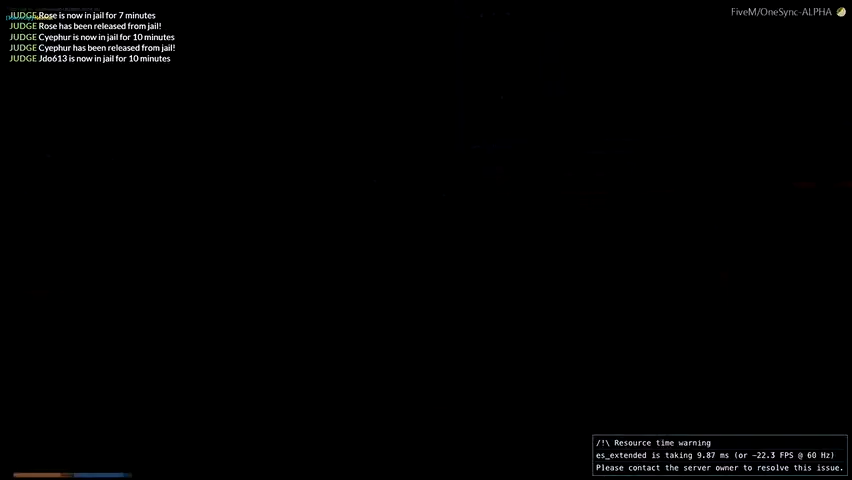 JUDGE Rose is now in jail for 7 minutes
JUDGE Rose has been released from jail!
JUDGE Cyephur is now in jail for 10 minutes
JUDGE Cyephur has been released from jail!
JUDGE Jdo613 is now in jail for 10 minutes
FiveM/OneSync-ALPHA
/!\ Resource time warning
es_extended is taking 9.87 ms (or -22.3 FPS @ 60 Hz)
Please contact the server owner to resolve this issue.